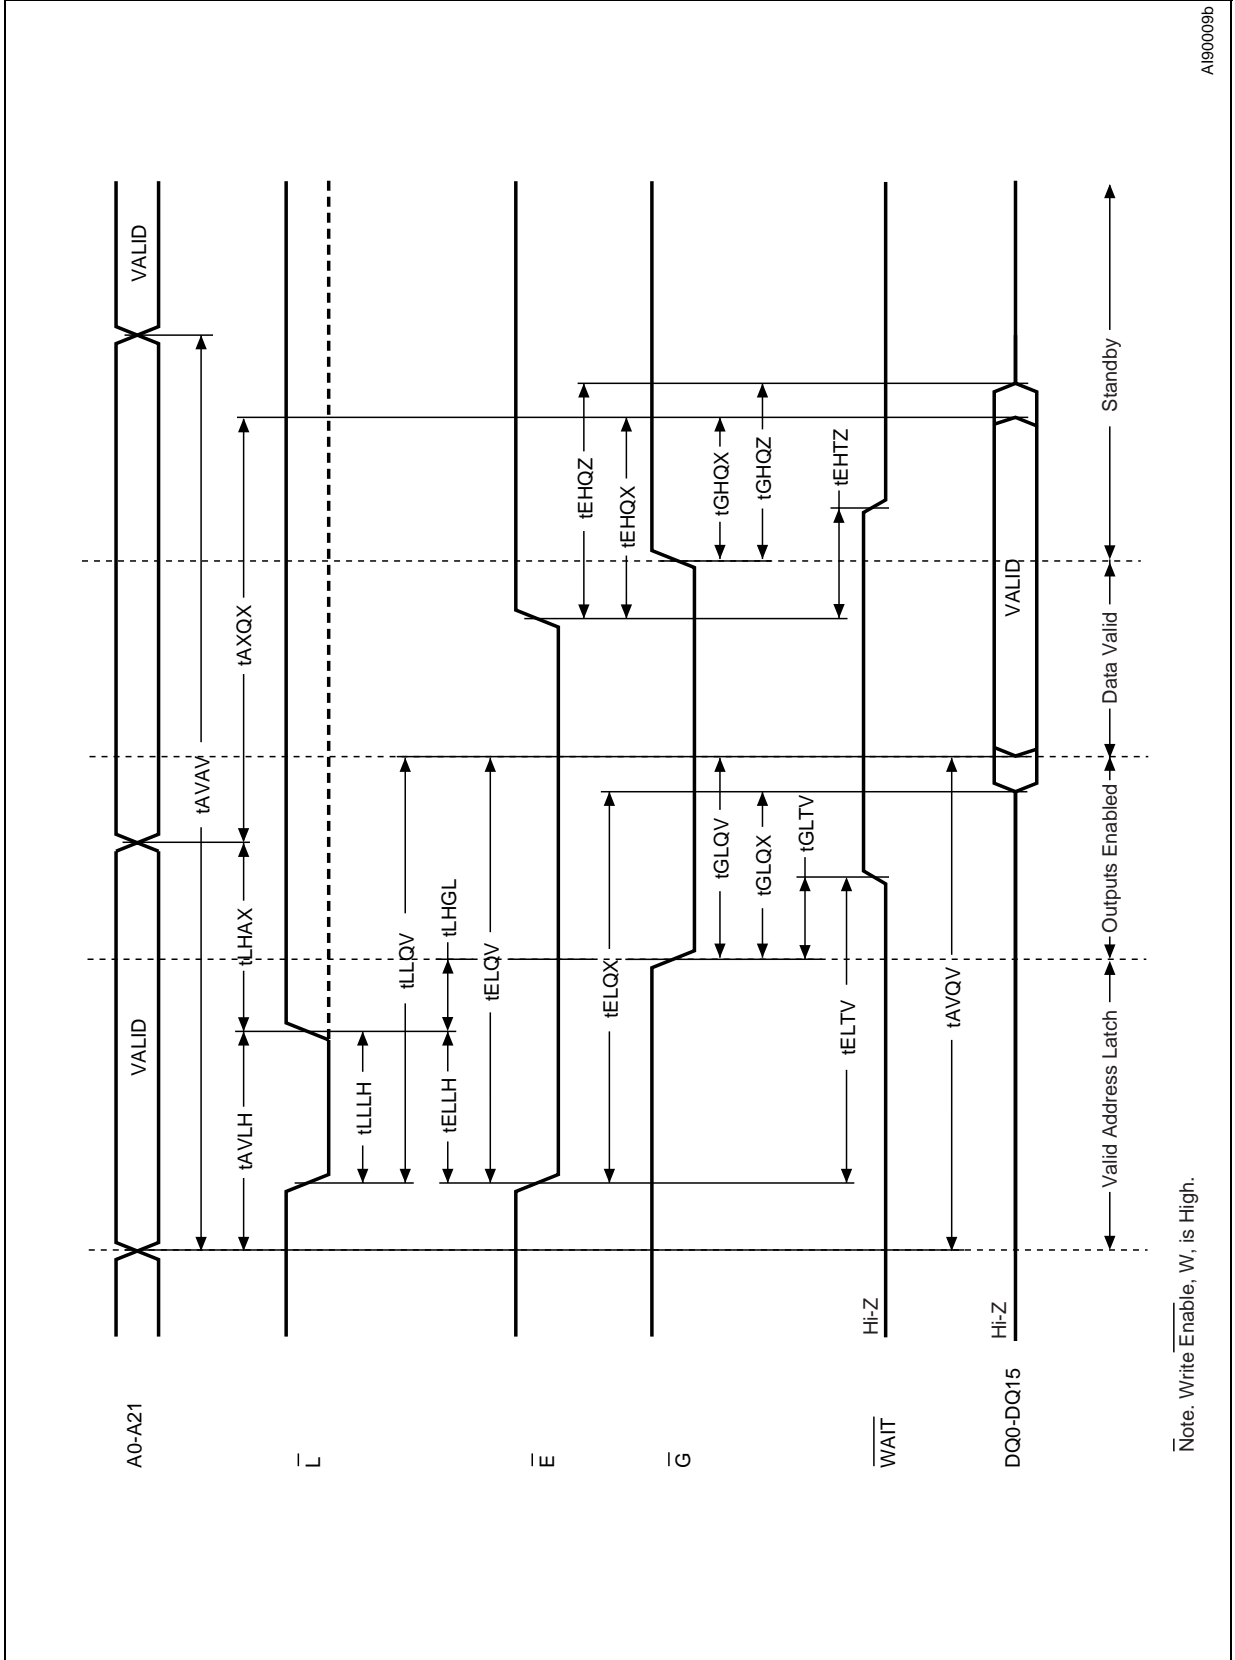 A0-A21
VALID
VALID
tAVAV
tAVLH
tLHAX
tAXQX
L
tLLLH
tLLQV
tELLH
tLHGL
tELQV
E
tEHQZ
tELQX
tEHQX
G
tGLQV
tGHQX
tGLQX
tGHQZ
tGLTV
tELTV
tEHTZ
WAIT
Hi-Z
tAVQV
DQ0-DQ15
Hi-Z
VALID
Valid Address Latch
Outputs Enabled
Data Valid
Standby
Note. Write Enable, W, is High.
AI90009b